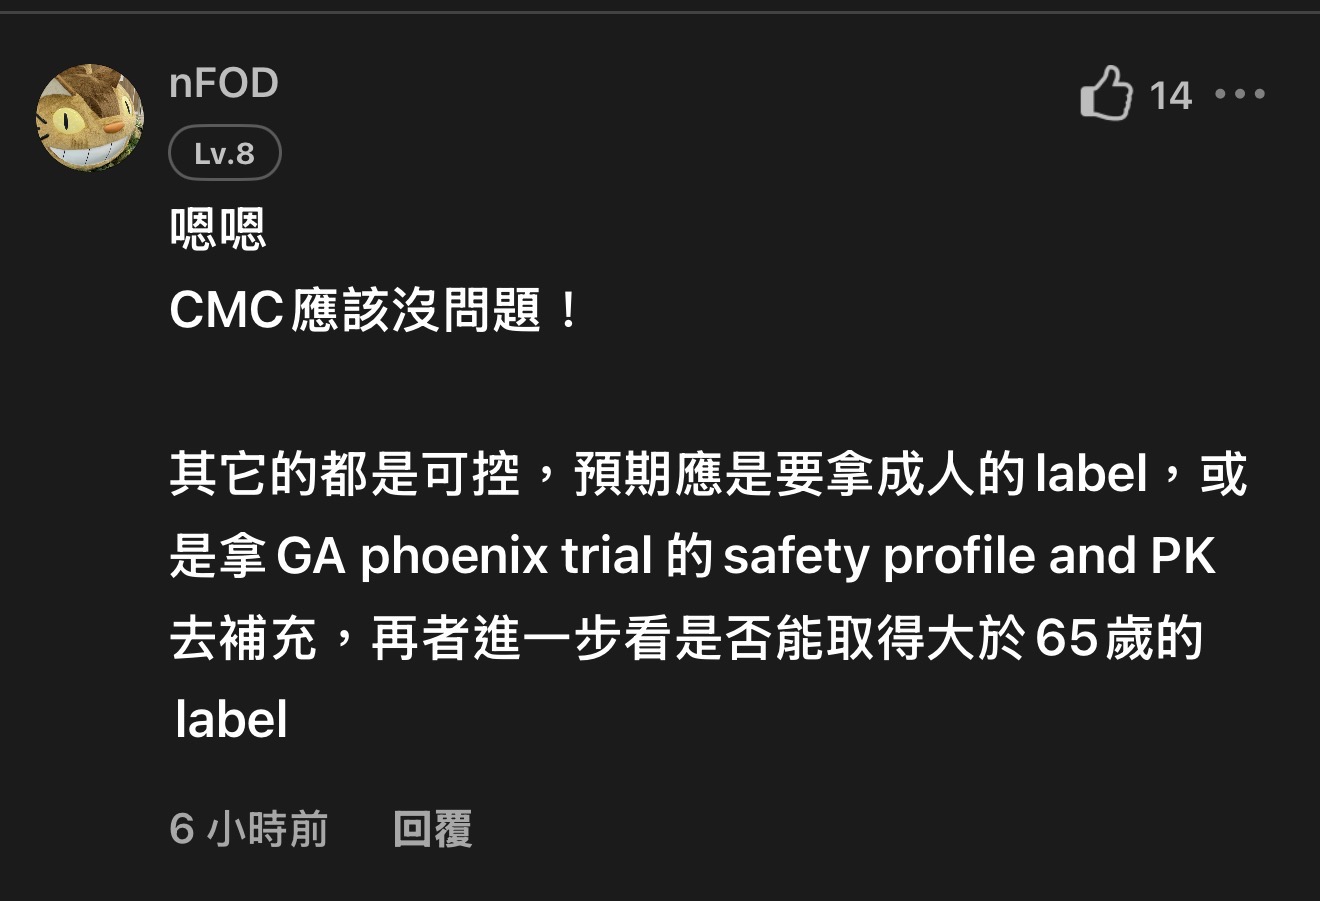 nFOD
14
Lv.8
嗯嗯
CMC應該沒問題！
其它的都是可控，預期應是要拿成人的label，或
是拿GA phoenix trial 的safety profile and PK
去補充，再者進一步看是否能取得大於65歲的
label
6 小時前 回覆